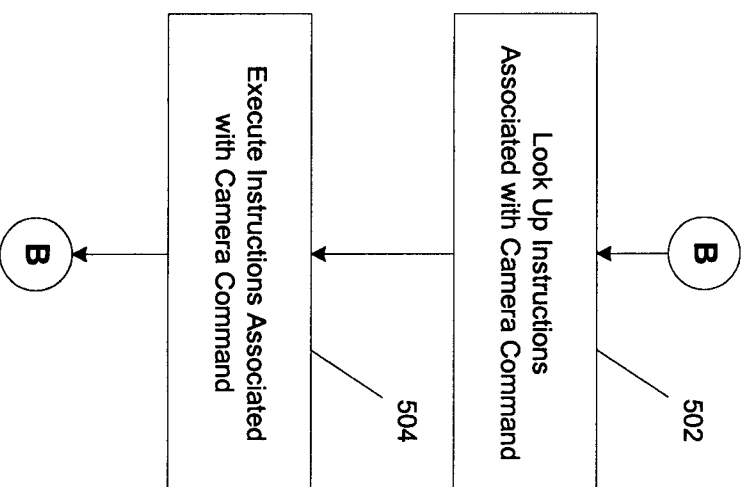 B
Look Up Instructions
Associated with Camera Command
502
Execute Instructions Associated
with Camera Command
504
B